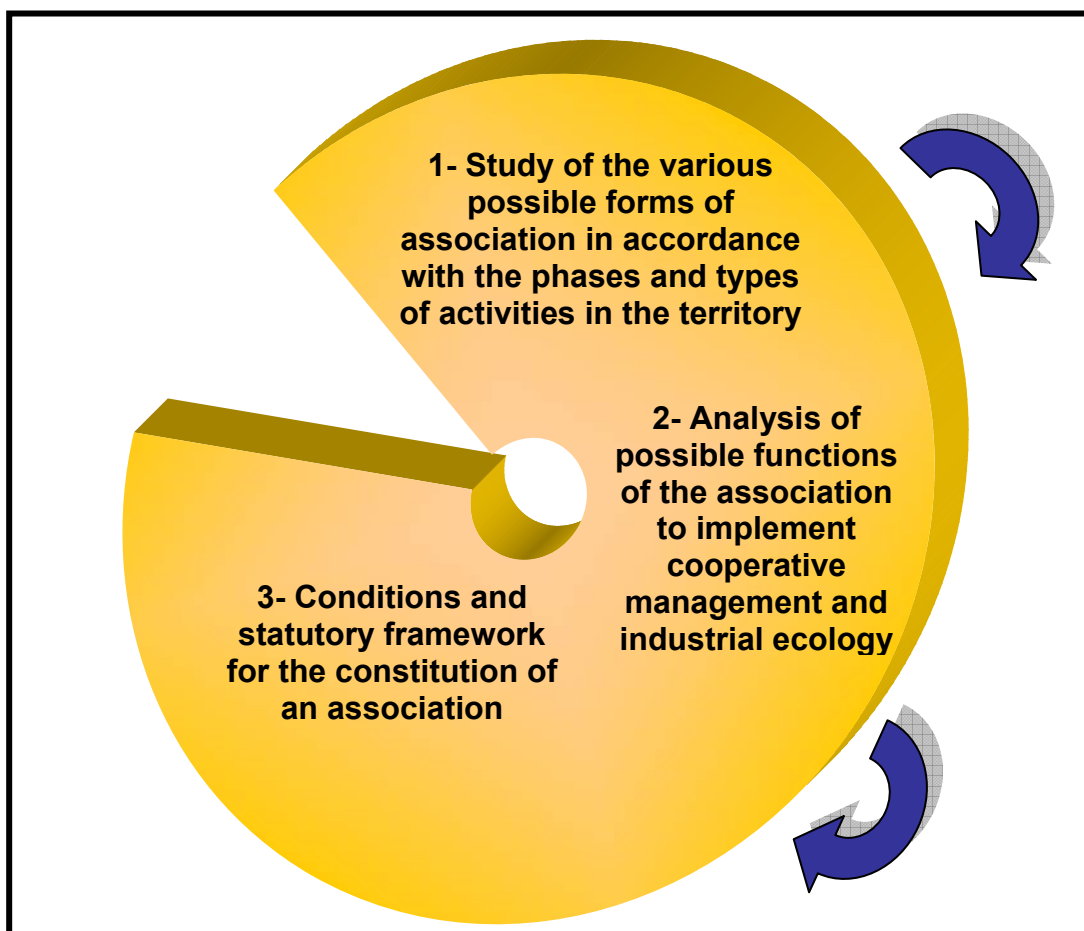 1- Study of the various
possible forms of
association in accordance
with the phases and types
of activities in the territory
2- Analysis of
possible functions
of the association
to implement
cooperative
management and
industrial ecology
3- Conditions and
statutory framework
for the constitution of
an association